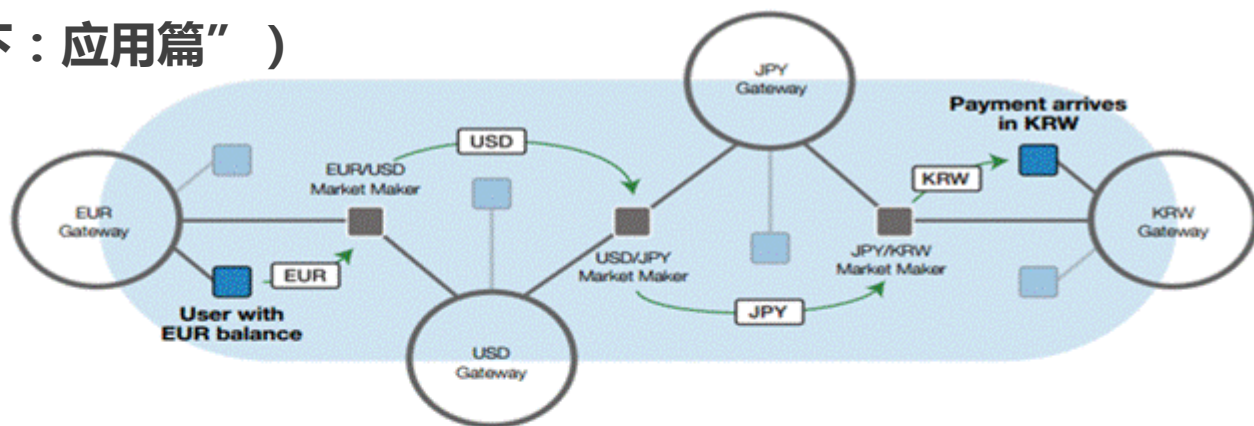 下：应用篇”）
JPY
Gateway
Payment arrives
in KRW
USD
EUR/USD
Market Maker
KRW
EUR
Gateway
KRW
Gateway
USD/JPY
Market Maker
JPY/KRW
Market Maker
EUR
User with
EUR balance
JPY
USD
Gateway